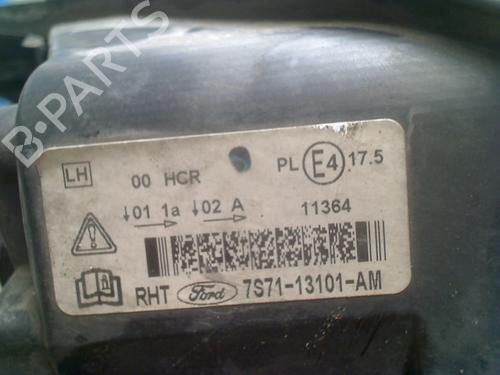 B-PARTS
LH 00 HCR PL E4 17.5
↓01 1a ↓02 A 11364
RHT Ford 7S71-13101-AM